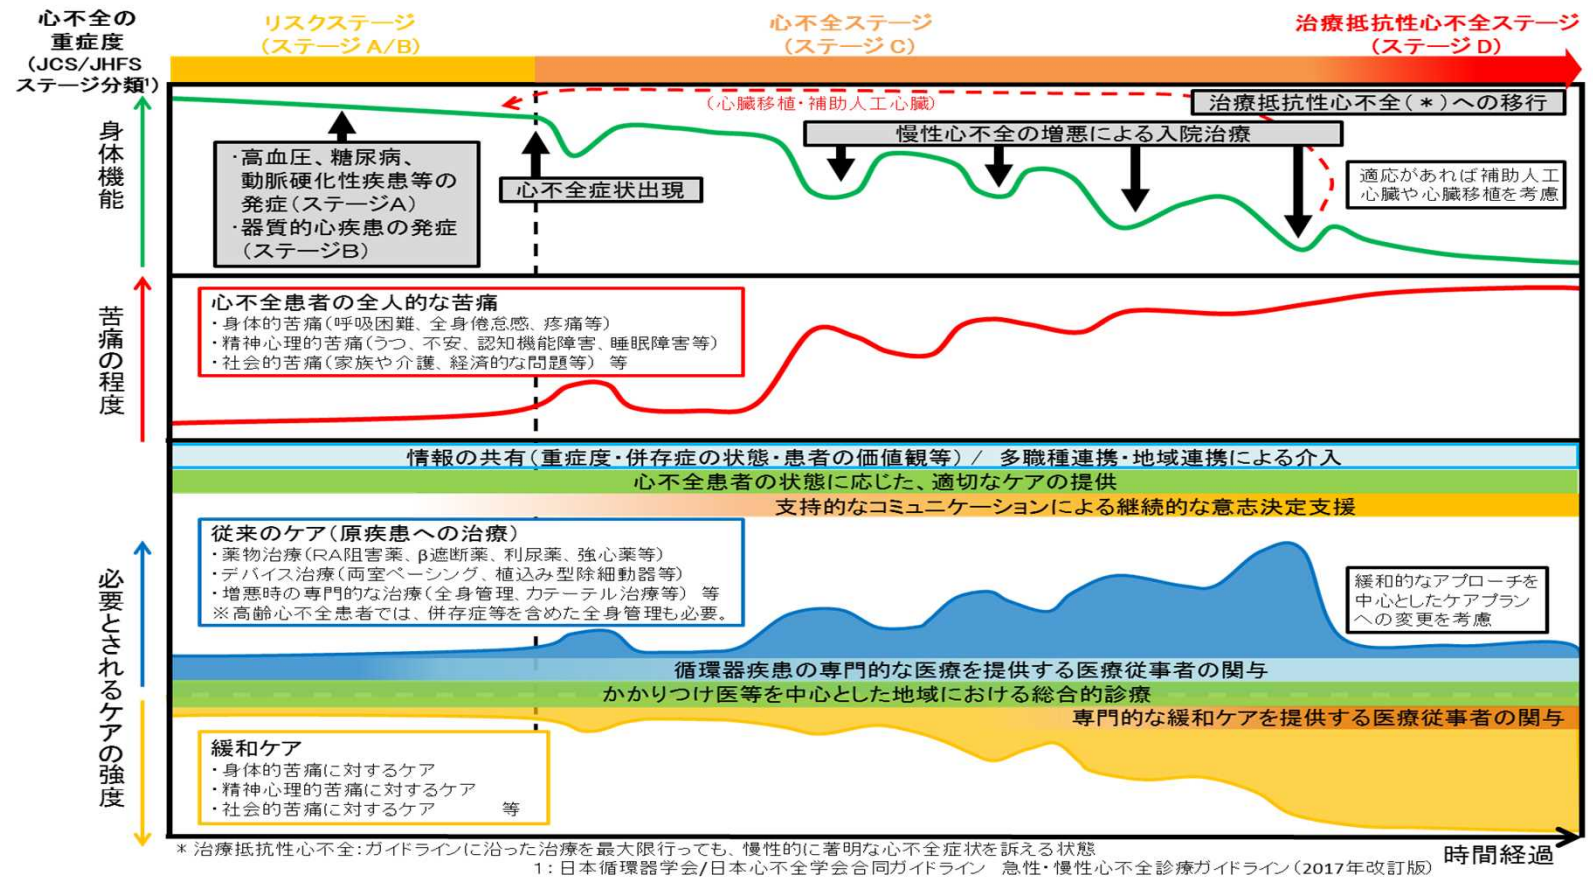 心不全の
重症度
(JCS/JHFS
ステージ分類¹)
リスクステージ
(ステージA/B)
心不全ステージ
(ステージC)
治療抵抗性心不全ステージ
(ステージD)
身体機能
(心臓移植・補助人工心臓)
治療抵抗性心不全(*)への移行
慢性心不全の増悪による入院治療
・高血圧、糖尿病、
動脈硬化性疾患等の
発症(ステージA)
・器質的心疾患の発症
(ステージB)
心不全症状出現
適応があれば補助人工
心臓や心臓移植を考慮
苦痛の程度
心不全患者の全人的な苦痛
・身体的苦痛(呼吸困難、全身倦怠感、疼痛等)
・精神心理的苦痛(うつ、不安、認知機能障害、睡眠障害等)
・社会的苦痛(家族や介護、経済的な問題等) 等
情報の共有(重症度・併存症の状態・患者の価値観等) / 多職種連携・地域連携による介入
心不全患者の状態に応じた、適切なケアの提供
支持的なコミュニケーションによる継続的な意志決定支援
必要とされるケアの強度
従来のケア(原疾患への治療)
・薬物治療(RA阻害薬、β遮断薬、利尿薬、強心薬等)
・デバイス治療(両室ペーシング、植込み型除細動器等)
・増悪時の専門的な治療(全身管理、カテーテル治療等) 等
※高齢心不全患者では、併存症等を含めた全身管理も必要。
緩和的なアプローチを
中心としたケアプラン
への変更を考慮
循環器疾患の専門的な医療を提供する医療従事者の関与
かかりつけ医等を中心とした地域における総合的診療
専門的な緩和ケアを提供する医療従事者の関与
緩和ケア
・身体的苦痛に対するケア
・精神心理的苦痛に対するケア
・社会的苦痛に対するケア 等
時間経過
* 治療抵抗性心不全:ガイドラインに沿った治療を最大限行っても、慢性的に著明な心不全症状を訴える状態
1:日本循環器学会/日本心不全学会合同ガイドライン 急性・慢性心不全診療ガイドライン(2017年改訂版)